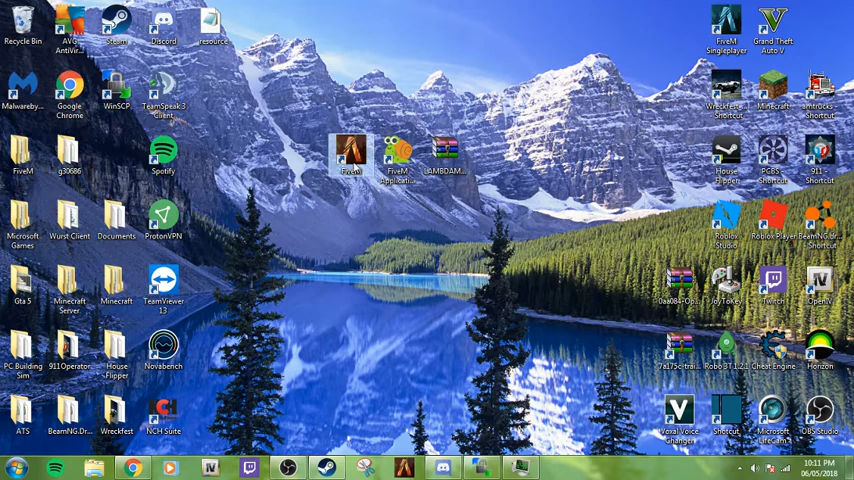 Recycle Bin
AVG AntiVir...
Steam
Discord
resource
FiveM Singleplayer
Grand Theft Auto V
Malwareby...
Google Chrome
WinSCP
TeamSpeak 3 Client
Wreckfest - Shortcut
Minecraft
amtrucks - Shortcut
FiveM
g30686
Spotify
FiveM
FiveM Applicati...
LAMBDAM...
House Flipper
PCBS - Shortcut
911 - Shortcut
Microsoft Games
Wurst Client
Documents
ProtonVPN
Roblox Studio
Roblox Player
BeamNG.dr... - Shortcut
Gta 5
Minecraft Server
Minecraft
TeamViewer 13
0aa084-Op...
JoyToKey
Twitch
OpenIV
PC Building Sim
911Operator...
House Flipper
Novabench
7a175c-trai...
Robo 3T 1.2.1
Cheat Engine
Horizon
ATS
BeamNG.Dr...
Wreckfest
NCH Suite
Voxal Voice Changer
Shotcut
Microsoft LifeCam
OBS Studio
10:11 PM
06/05/2018